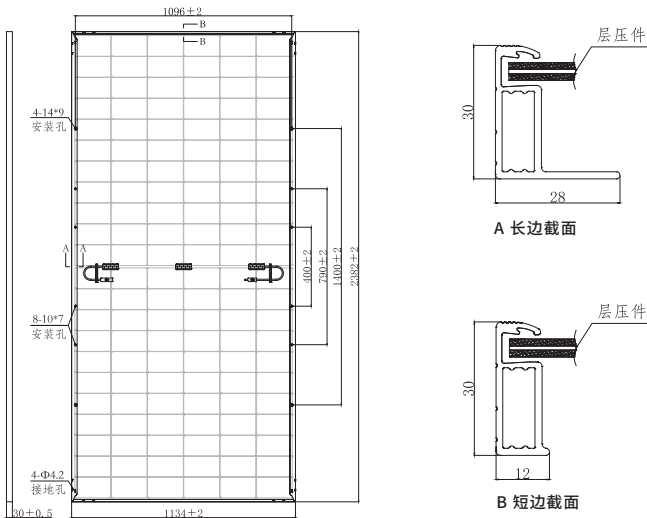 1096±2
B
B
4-14*9
安装孔
A
A
8-10*7
安装孔
4-Φ4.2
接地孔
400±2
790±2
1400±2
2382±2
30±0.5
1134±2
层压件
30
28
A 长边截面
层压件
30
12
B 短边截面